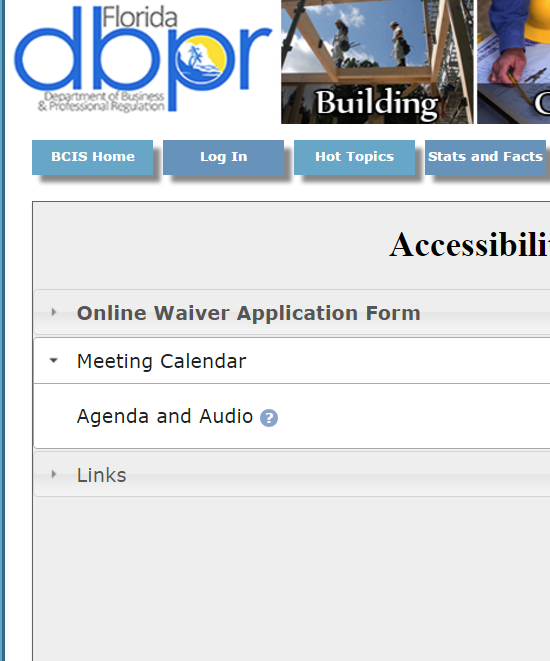 Florida
dbpr
Department of Business
& Professional Regulation
Building
BCIS Home
Log In
Hot Topics
Stats and Facts
Online Waiver Application Form
Meeting Calendar
Agenda and Audio ?
Links